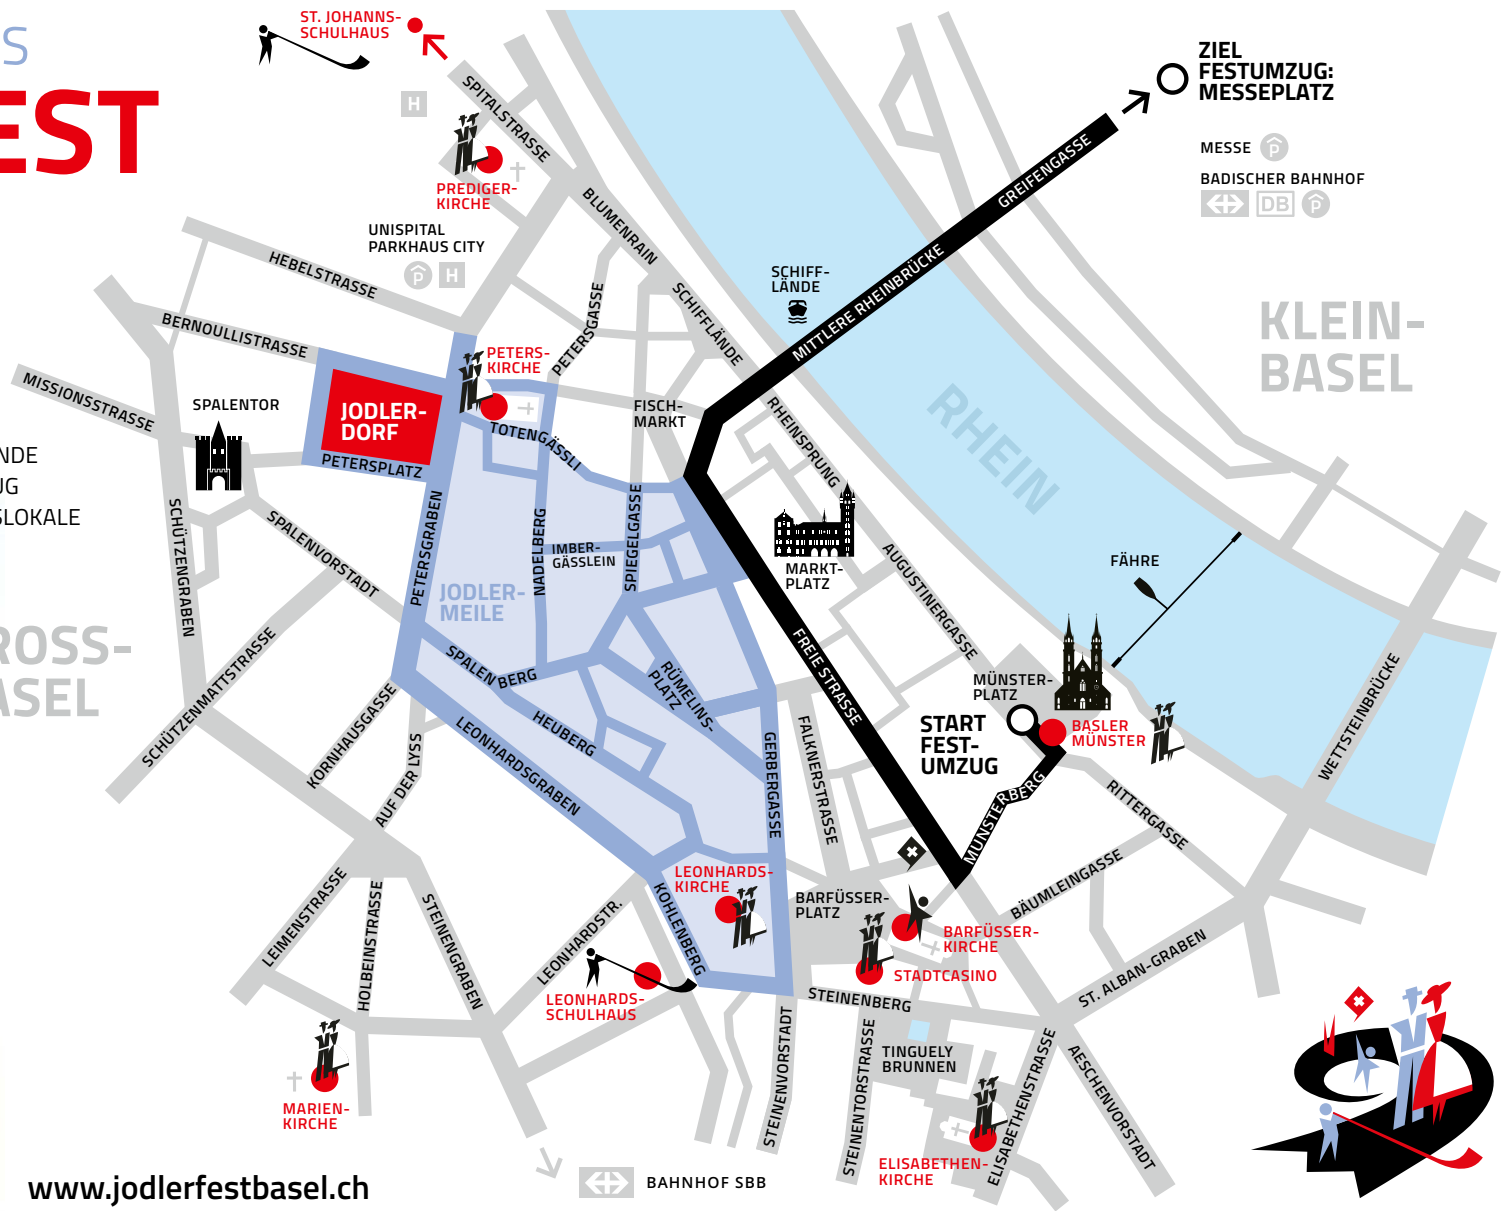 S
EST
NDE
UG
SLOKALE
ROSS-
ASEL
ST. JOHANNS-
SCHULHAUS
H
SPITALSTRASSE
PREDIGER-
KIRCHE
UNISPITAL
PARKHAUS CITY
P H
HEBELSTRASSE
BERNOULLISTRASSE
MISSIONSSTRASSE
SPALENTOR
JODLER-
DORF
PETERSPLATZ
PETERS-
KIRCHE
TOTENGÄSSLI
PETERSGASSE
BLUMENRAIN
SCHIFFLÄNDE
SCHIFF-
LÄNDE
MITTLERE RHEINBRÜCKE
GREIFENGASSE
ZIEL
FESTUMZUG:
MESSEPLATZ
MESSE P
BADISCHER BAHNHOF
DB P
KLEIN-
BASEL
RHEIN
FISCH-
MARKT
RHEINSPRUNG
MARKT-
PLATZ
AUGUSTINERGASSE
FÄHRE
SCHÜTZENGRABEN
SPALENVORSTADT
PETERSGRABEN
NADELBERG
IMBER-
GÄSSLEIN
SPIEGELGASSE
JODLER-
MEILE
SPALENBERG
RÜMELINS-
PLATZ
HEUBERG
LEONHARDSGRABEN
GERBERGASSE
FALKNERSTRASSE
FREIE STRASSE
MÜNSTER-
PLATZ
START
FEST-
UMZUG
BASLER
MÜNSTER
MÜNSTERBERG
RITTERGASSE
WETTSTEINBRÜCKE
BÄUMLEINGASSE
ST. ALBAN-GRABEN
SCHÜTZENMATTSTRASSE
KORNHAUSGASSE
AUF DER LYSS
LEIMENSTRASSE
HOLBEINSTRASSE
STEINENGRABEN
LEONHARDSTR.
KOHLENBERG
LEONHARDS-
KIRCHE
LEONHARDS-
SCHULHAUS
BARFÜSSER-
PLATZ
BARFÜSSER-
KIRCHE
STADTCASINO
STEINENBERG
STEINENVORSTADT
STEINENTORSTRASSE
TINGUELY
BRUNNEN
ELISABETHENSTRASSE
AESCHENVORSTADT
ELISABETHEN-
KIRCHE
MARIEN-
KIRCHE
BAHNHOF SBB
www.jodlerfestbasel.ch